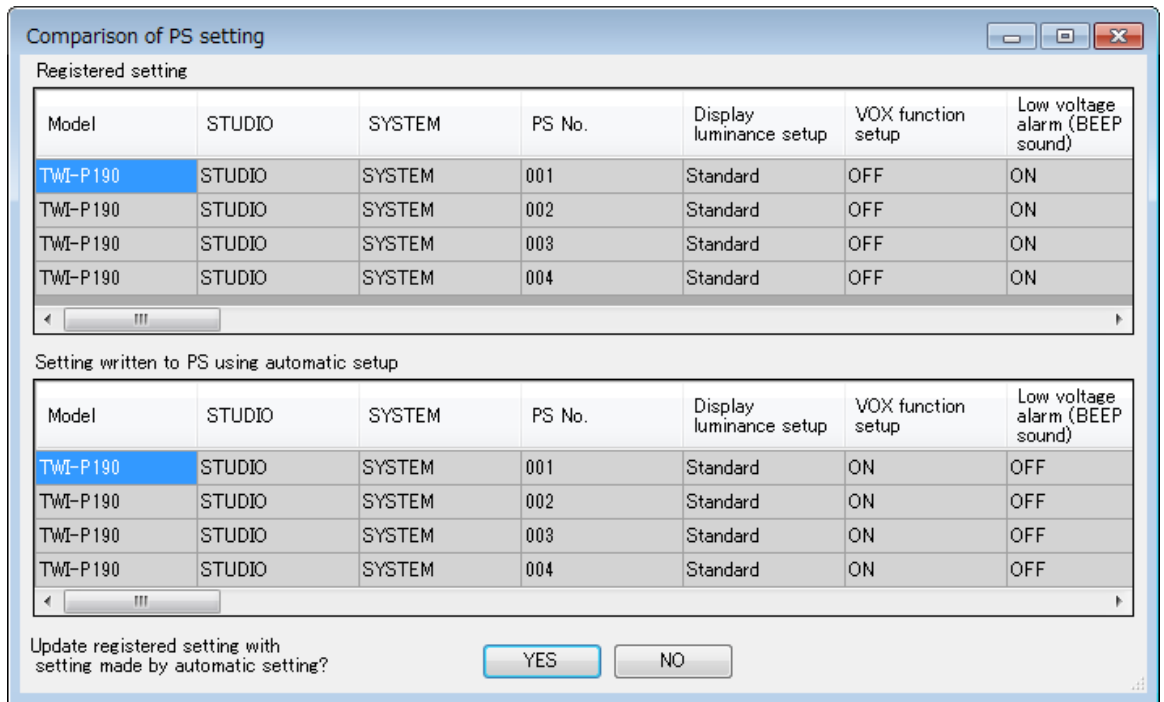 Comparison of PS setting
Registered setting
Model STUDIO SYSTEM PS No. Display luminance setup VOX function setup Low voltage alarm (BEEP sound)
TWI-P190 STUDIO SYSTEM 001 Standard OFF ON
TWI-P190 STUDIO SYSTEM 002 Standard OFF ON
TWI-P190 STUDIO SYSTEM 003 Standard OFF ON
TWI-P190 STUDIO SYSTEM 004 Standard OFF ON
Setting written to PS using automatic setup
Model STUDIO SYSTEM PS No. Display luminance setup VOX function setup Low voltage alarm (BEEP sound)
TWI-P190 STUDIO SYSTEM 001 Standard ON OFF
TWI-P190 STUDIO SYSTEM 002 Standard ON OFF
TWI-P190 STUDIO SYSTEM 003 Standard ON OFF
TWI-P190 STUDIO SYSTEM 004 Standard ON OFF
Update registered setting with
setting made by automatic setting?
YES NO